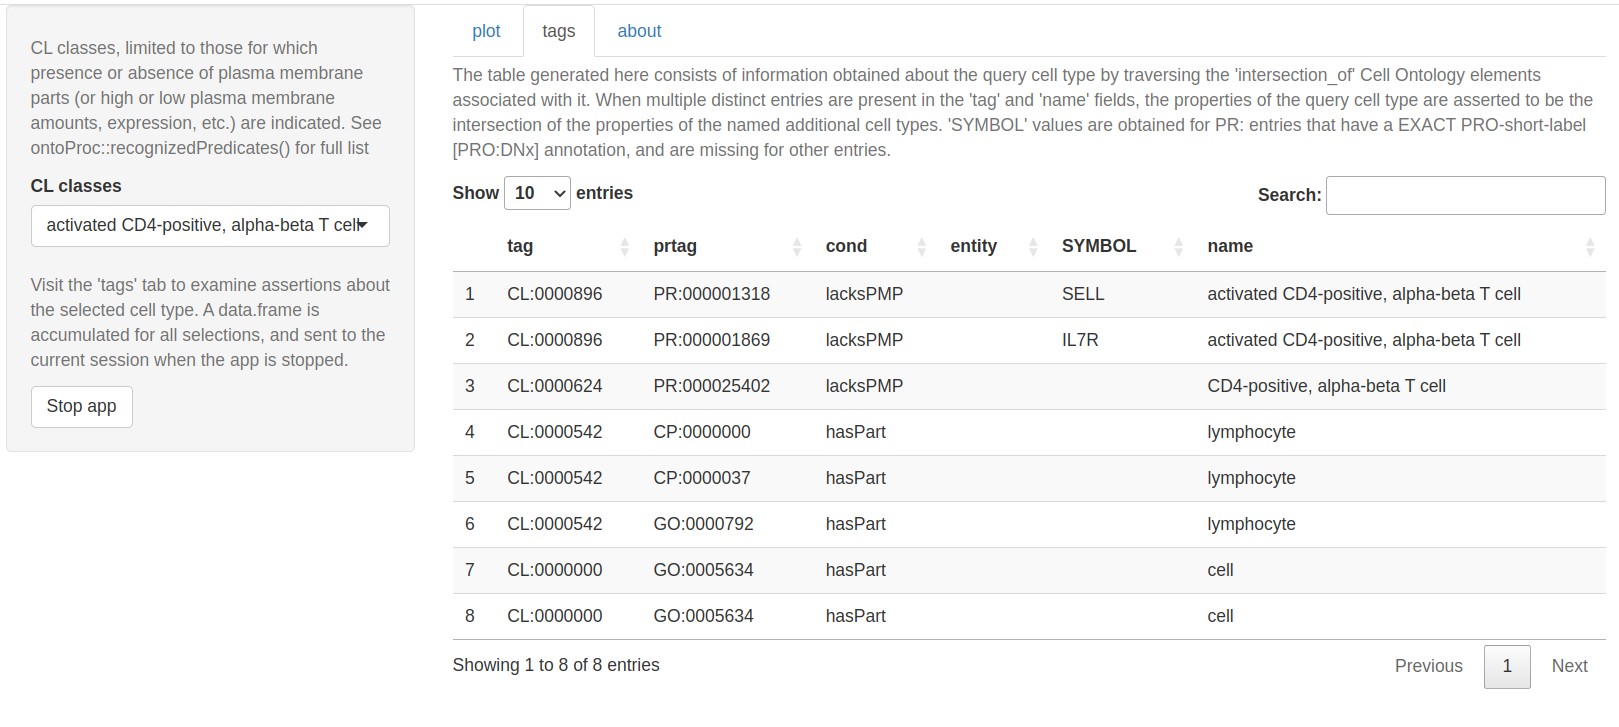 CL classes, limited to those for which
presence or absence of plasma membrane
parts (or high or low plasma membrane
amounts, expression, etc.) are indicated. See
ontoProc::recognizedPredicates() for full list
CL classes
activated CD4-positive, alpha-beta T cell
Visit the 'tags' tab to examine assertions about
the selected cell type. A data.frame is
accumulated for all selections, and sent to the
current session when the app is stopped.
Stop app
plot tags about
The table generated here consists of information obtained about the query cell type by traversing the 'intersection_of' Cell Ontology elements
associated with it. When multiple distinct entries are present in the 'tag' and 'name' fields, the properties of the query cell type are asserted to be the
intersection of the properties of the named additional cell types. 'SYMBOL' values are obtained for PR: entries that have a EXACT PRO-short-label
[PRO:DNx] annotation, and are missing for other entries.
Show 10 entries Search:
tag prtag cond entity SYMBOL name
1 CL:0000896 PR:000001318 lacksPMP SELL activated CD4-positive, alpha-beta T cell
2 CL:0000896 PR:000001869 lacksPMP IL7R activated CD4-positive, alpha-beta T cell
3 CL:0000624 PR:000025402 lacksPMP CD4-positive, alpha-beta T cell
4 CL:0000542 CP:0000000 hasPart lymphocyte
5 CL:0000542 CP:0000037 hasPart lymphocyte
6 CL:0000542 GO:0000792 hasPart lymphocyte
7 CL:0000000 GO:0005634 hasPart cell
8 CL:0000000 GO:0005634 hasPart cell
Showing 1 to 8 of 8 entries Previous 1 Next